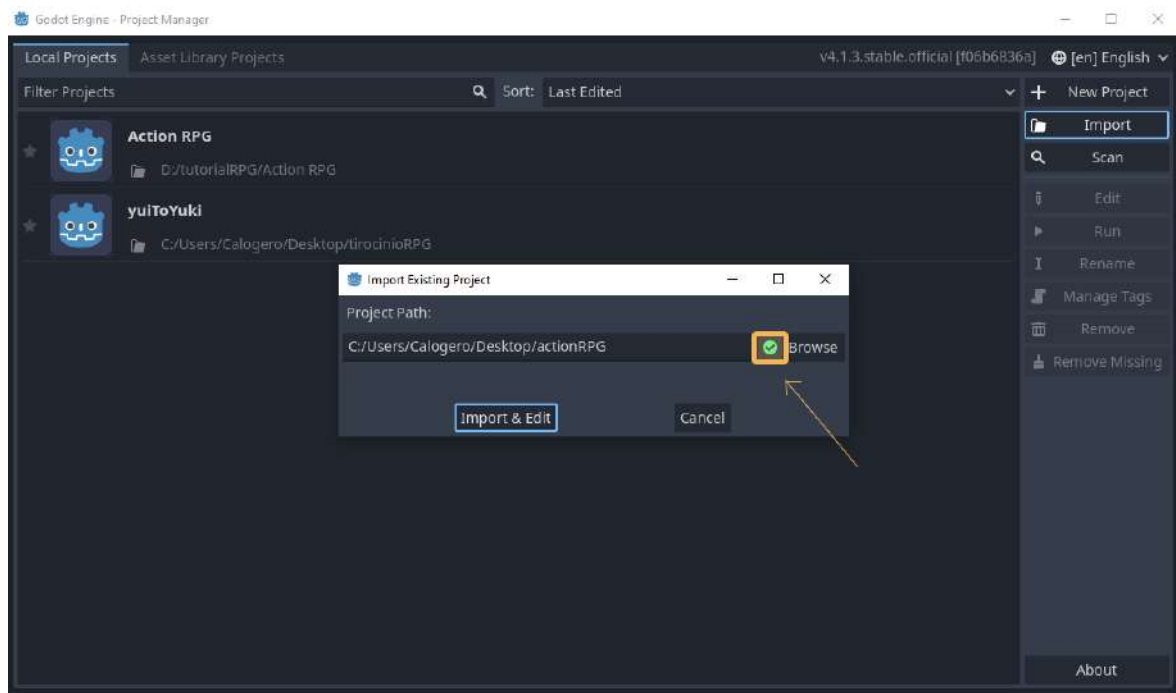 Godot Engine - Project Manager
Local Projects Asset Library Projects v4.1.3.stable.official [f06b6836a] [en] English
Filter Projects Sort: Last Edited New Project
Import
Action RPG
D:/tutorialRPG/Action RPG
Scan
yuiToYuki
C:/Users/Calogero/Desktop/tirocinioRPG
Edit
Run
Rename
Manage Tags
Remove
Remove Missing
Import Existing Project
Project Path:
C:/Users/Calogero/Desktop/actionRPG Browse
Import & Edit Cancel
About